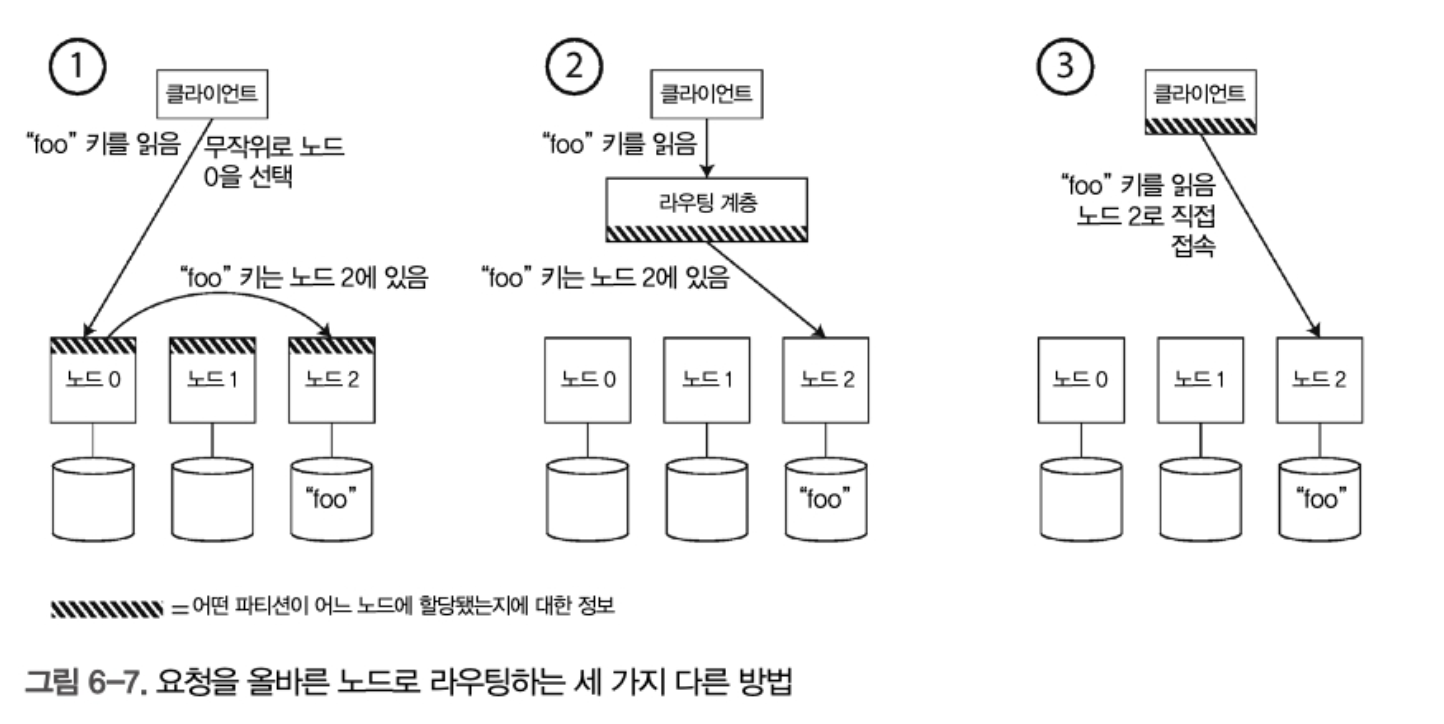 1
클라이언트
“foo” 키를 읽음
무작위로 노드
0을 선택
“foo” 키는 노드 2에 있음
노드 0
노드 1
노드 2
“foo”
2
클라이언트
“foo” 키를 읽음
라우팅 계층
“foo” 키는 노드 2에 있음
노드 0
노드 1
노드 2
“foo”
3
클라이언트
“foo” 키를 읽음
노드 2로 직접
접속
노드 0
노드 1
노드 2
“foo”
= 어떤 파티션이 어느 노드에 할당됐는지에 대한 정보
그림 6-7. 요청을 올바른 노드로 라우팅하는 세 가지 다른 방법